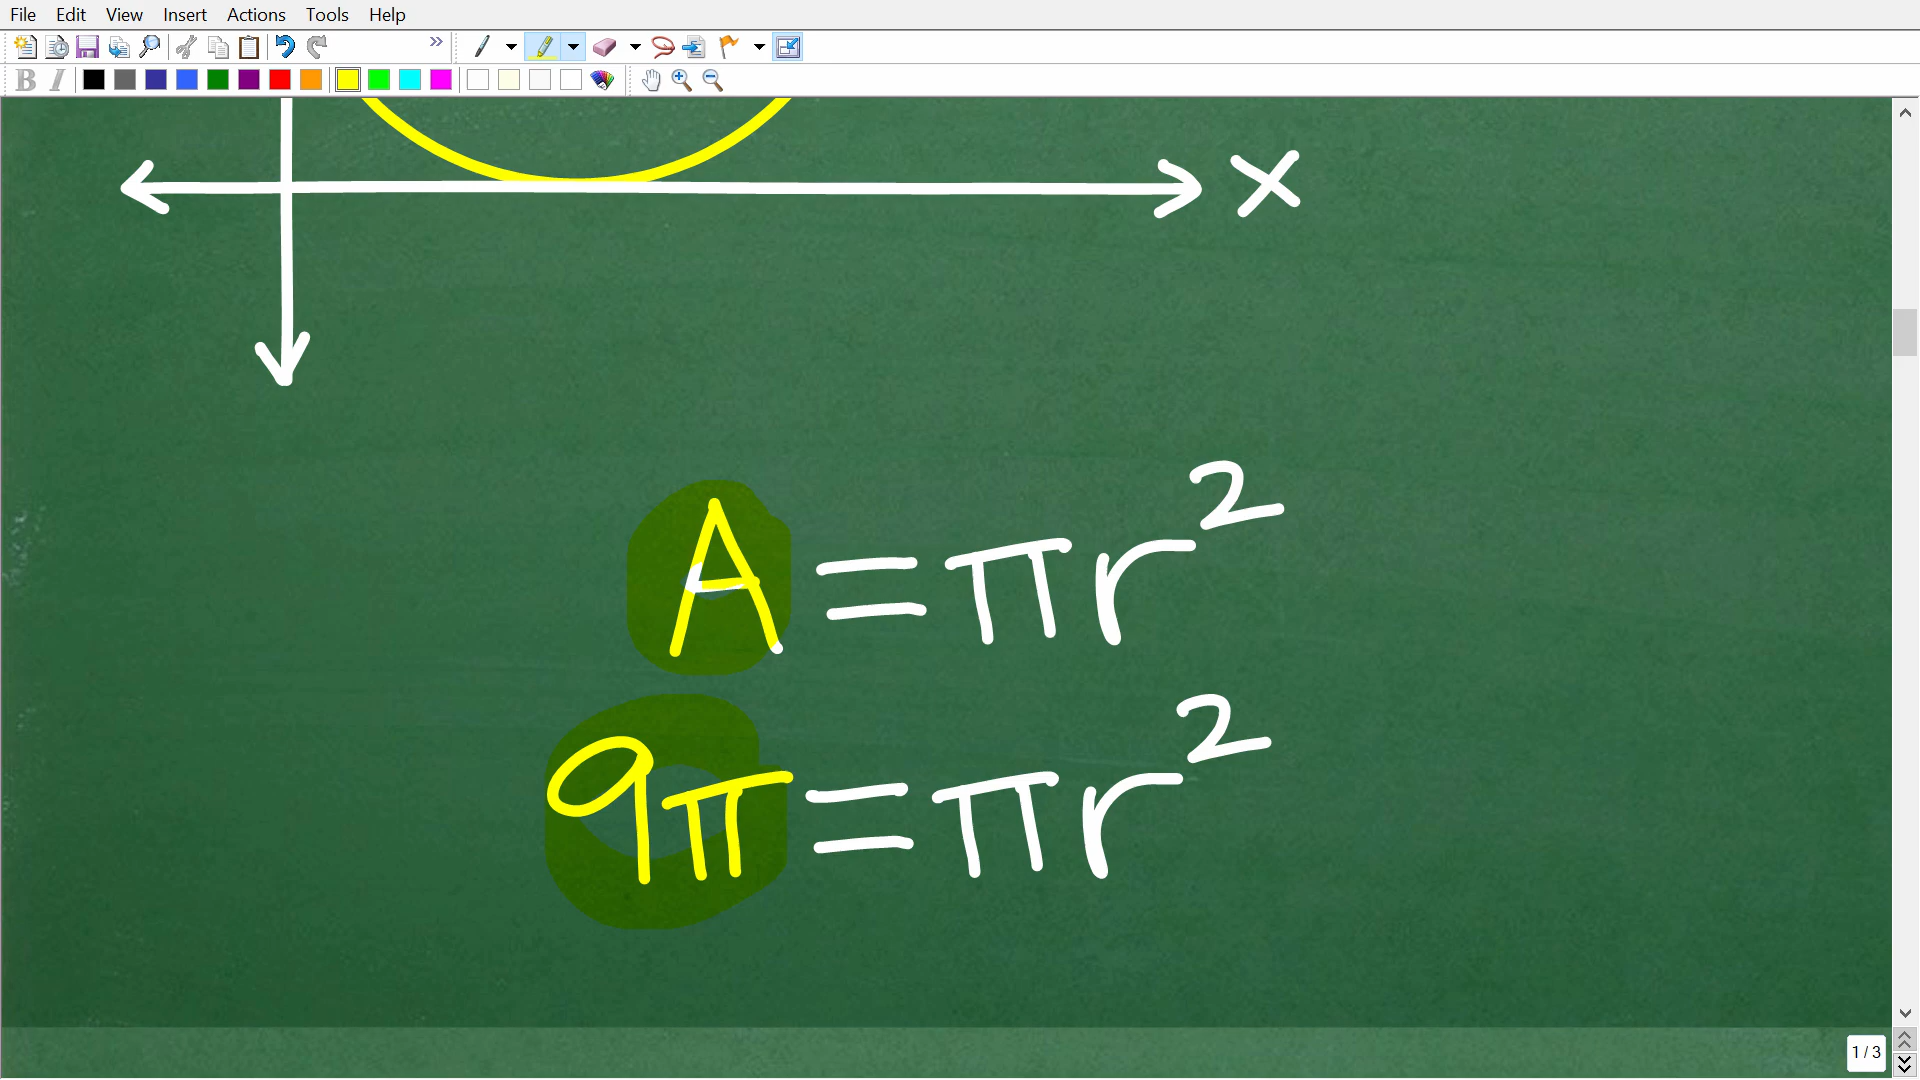 File Edit View Insert Actions Tools Help
B I
x
A = πr²
9π = πr²
1 / 3